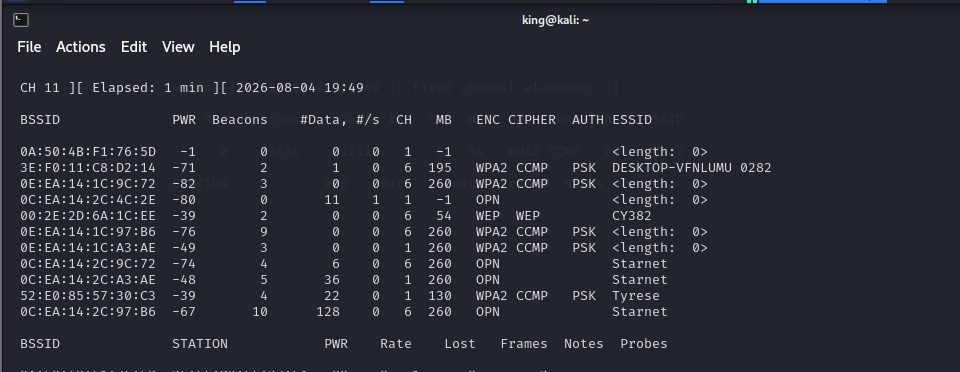 king@kali: ~
File Actions Edit View Help
CH 11 ][ Elapsed: 1 min ][ 2026-08-04 19:49
BSSID PWR Beacons #Data, #/s CH MB ENC CIPHER AUTH ESSID
0A:50:4B:F1:76:5D -1 0 0 0 1 -1 <length: 0>
3E:F0:11:C8:D2:14 -71 2 1 0 6 195 WPA2 CCMP PSK DESKTOP-VFNLUMU 0282
0E:EA:14:1C:9C:72 -82 3 0 0 6 260 WPA2 CCMP PSK <length: 0>
0C:EA:14:2C:4C:2E -80 0 11 1 1 -1 OPN <length: 0>
00:2E:2D:6A:1C:EE -39 2 0 0 6 54 WEP WEP CY382
0E:EA:14:1C:97:B6 -76 9 0 0 6 260 WPA2 CCMP PSK <length: 0>
0E:EA:14:1C:A3:AE -49 3 0 0 1 260 WPA2 CCMP PSK <length: 0>
0C:EA:14:2C:9C:72 -74 4 6 0 6 260 OPN Starnet
0C:EA:14:2C:A3:AE -48 5 36 0 1 260 OPN Starnet
52:E0:85:57:30:C3 -39 4 22 0 1 130 WPA2 CCMP PSK Tyrese
0C:EA:14:2C:97:B6 -67 10 128 0 6 260 OPN Starnet
BSSID STATION PWR Rate Lost Frames Notes Probes